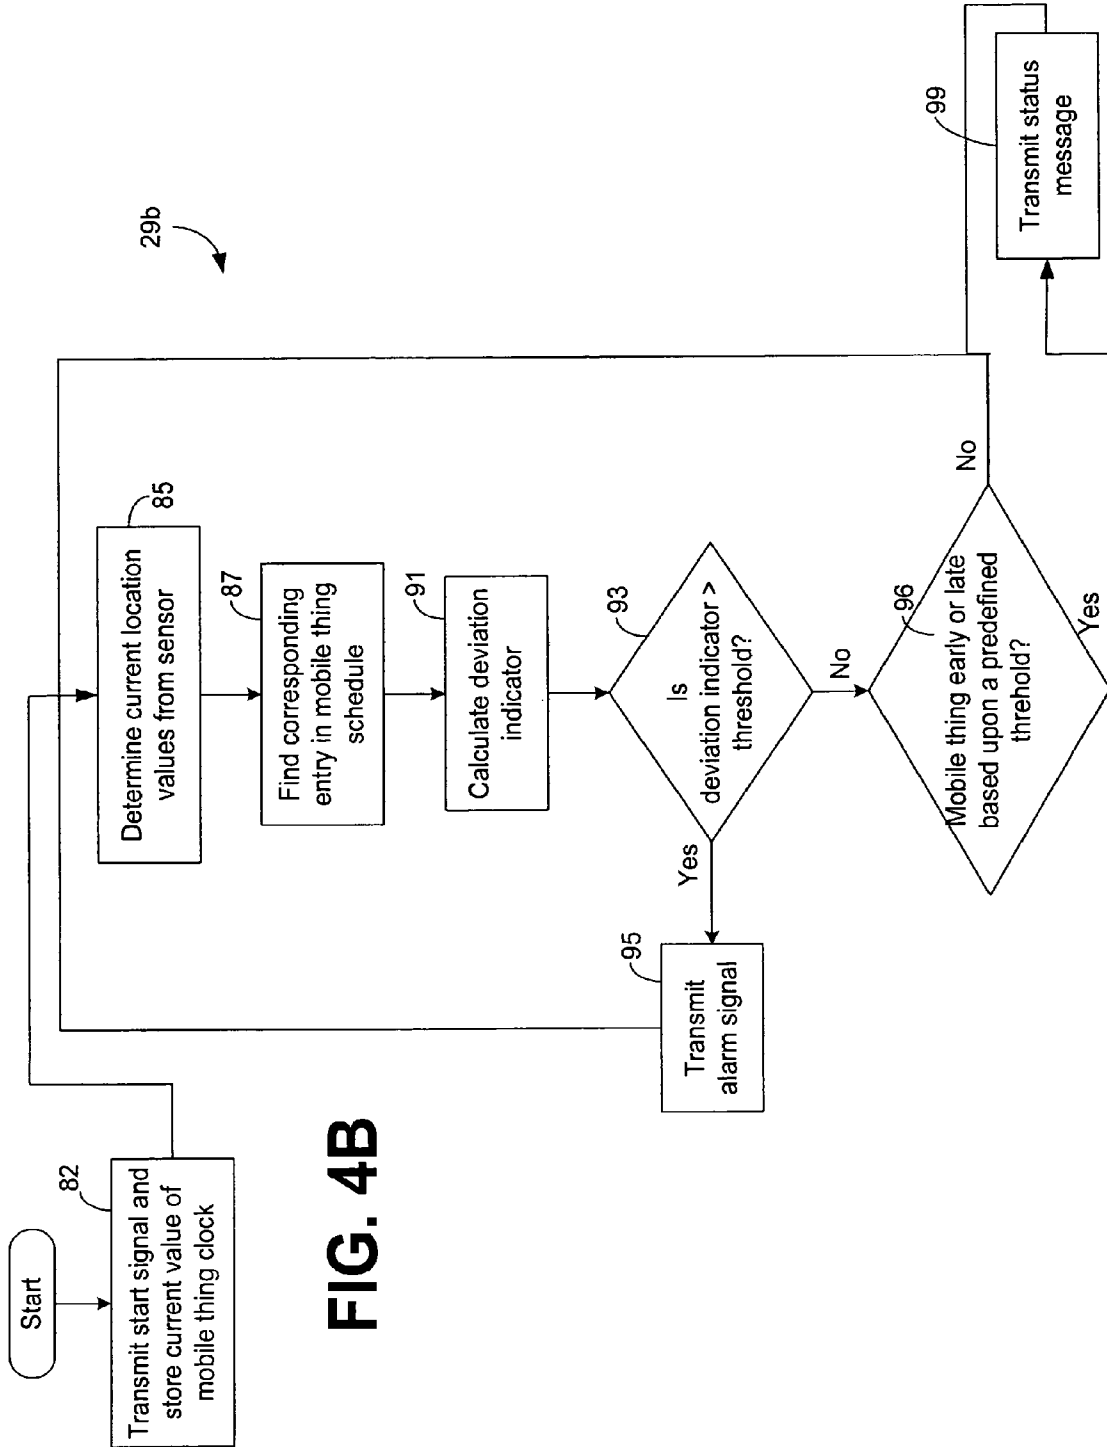 Start
82
Transmit start signal and
store current value of
mobile thing clock
85
Determine current location
values from sensor
87
Find corresponding
entry in mobile thing
schedule
91
Calculate deviation
indicator
93
Is
deviation indicator >
threshold?
Yes
No
95
Transmit
alarm signal
96
Mobile thing early or late
based upon a predefined
threhold?
No
Yes
99
Transmit status
message
29b
FIG. 4B